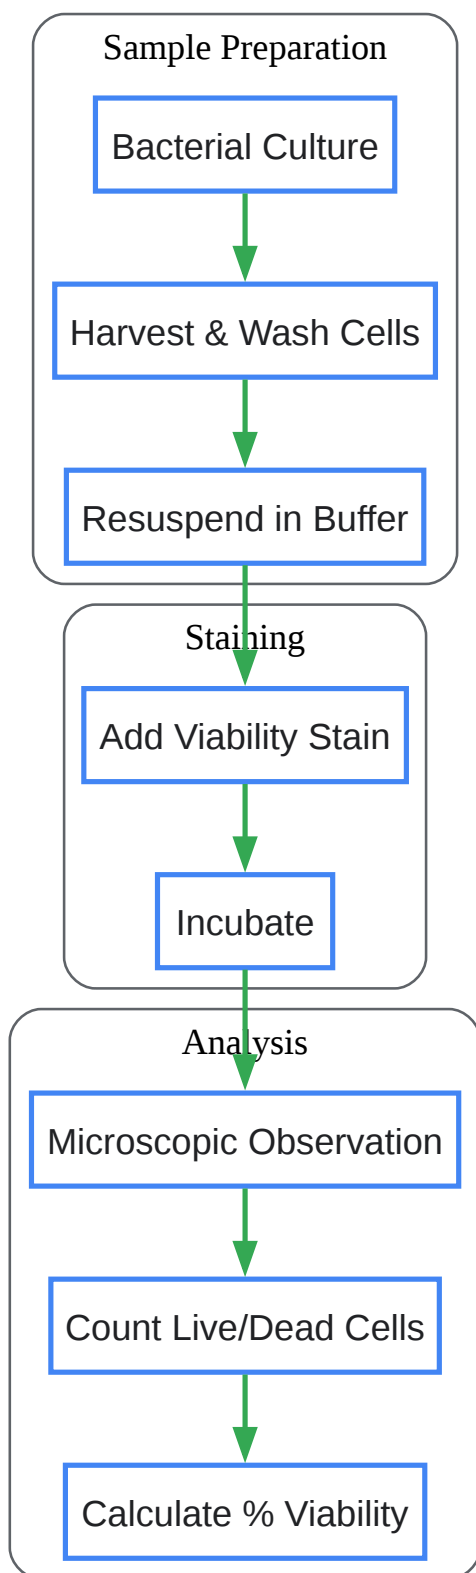 Sample Preparation
Bacterial Culture
Harvest & Wash Cells
Resuspend in Buffer
Staining
Add Viability Stain
Incubate
Analysis
Microscopic Observation
Count Live/Dead Cells
Calculate % Viability